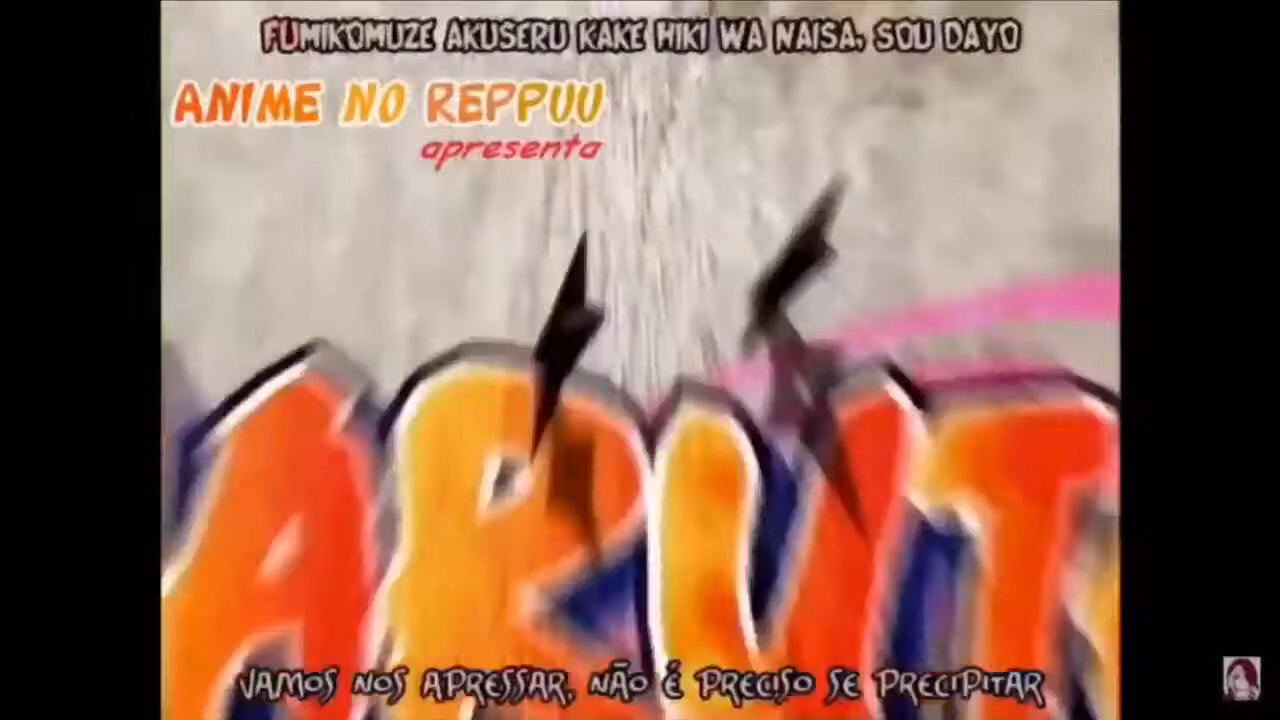 FUMIKOMUZE AKUSERU KAKE HIKI WA NAISA, SOU DAYO
ANIME NO REPPUU
apresenta
ARUT
VAMOS NOS APRESSAR, NÃO É PRECISO SE PRECIPITAR